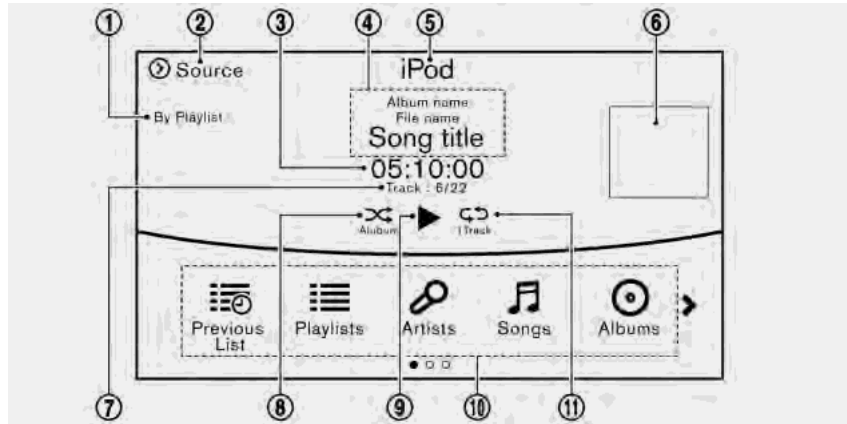 ① ② ③ ④ ⑤ ⑥
Source
iPod
By Playlist
Album name
File name
Song title
05:10:00
Track : 6/22
Alubum
1Track
Previous List
Playlists
Artists
Songs
Albums
⑦ ⑧ ⑨ ⑩ ⑪